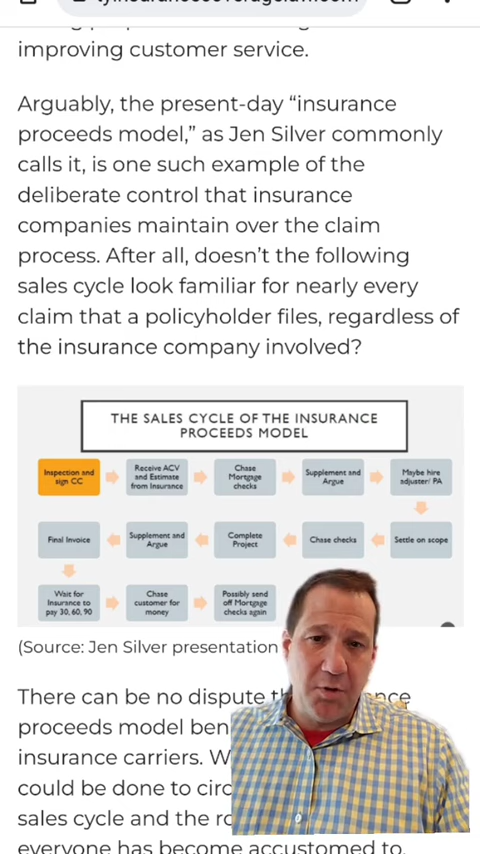 improving customer service.
Arguably, the present-day “insurance
proceeds model,” as Jen Silver commonly
calls it, is one such example of the
deliberate control that insurance
companies maintain over the claim
process. After all, doesn’t the following
sales cycle look familiar for nearly every
claim that a policyholder files, regardless of
the insurance company involved?
THE SALES CYCLE OF THE INSURANCE
PROCEEDS MODEL
Inspection and
sign CC
Receive ACV
and Estimate
from Insurance
Chase
Mortgage
checks
Supplement and
Argue
Maybe hire
adjuster/ PA
Final Invoice
Supplement and
Argue
Complete
Project
Chase checks
Settle on scope
Wait for
Insurance to
pay 30, 60, 90
Chase
customer for
money
Possibly send
off Mortgage
checks again
(Source: Jen Silver presentation
There can be no dispute
proceeds model ben
insurance carriers. W
could be done to circ
sales cycle and the ro
everyone has become accustomed to.